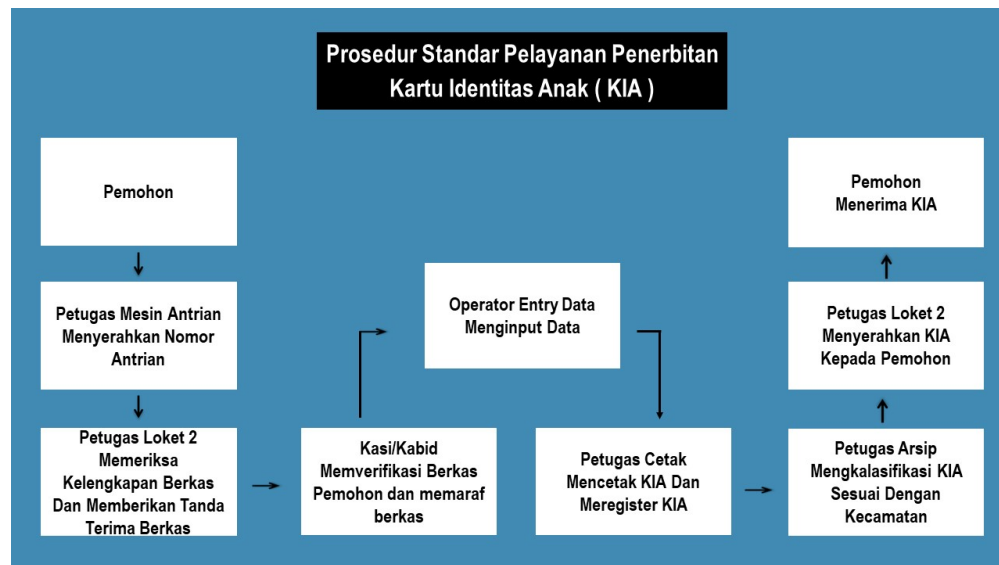 Prosedur Standar Pelayanan Penerbitan
Kartu Identitas Anak ( KIA )
Pemohon
Petugas Mesin Antrian
Menyerahkan Nomor
Antrian
Petugas Loket 2
Memeriksa
Kelengkapan Berkas
Dan Memberikan Tanda
Terima Berkas
Kasi/Kabid
Memverifikasi Berkas
Pemohon dan memaraf
berkas
Operator Entry Data
Menginput Data
Petugas Cetak
Mencetak KIA Dan
Meregister KIA
Petugas Arsip
Mengkalasifikasi KIA
Sesuai Dengan
Kecamatan
Petugas Loket 2
Menyerahkan KIA
Kepada Pemohon
Pemohon
Menerima KIA